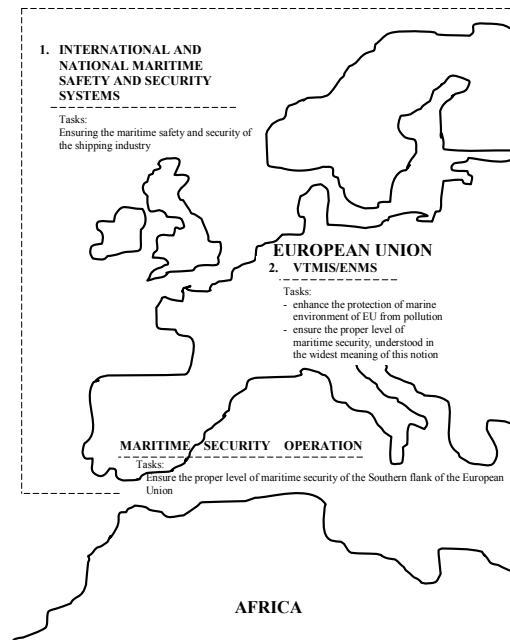 1. INTERNATIONAL AND
NATIONAL MARITIME
SAFETY AND SECURITY
SYSTEMS
Tasks:
Ensuring the maritime safety and security of
the shipping industry
EUROPEAN UNION
2. VTMIS/ENMS
Tasks:
- enhance the protection of marine
environment of EU from pollution
- ensure the proper level of
maritime security, understood in
the widest meaning of this notion
MARITIME SECURITY OPERATION
Tasks:
Ensure the proper level of maritime security of the Southern flank of the European
Union
AFRICA